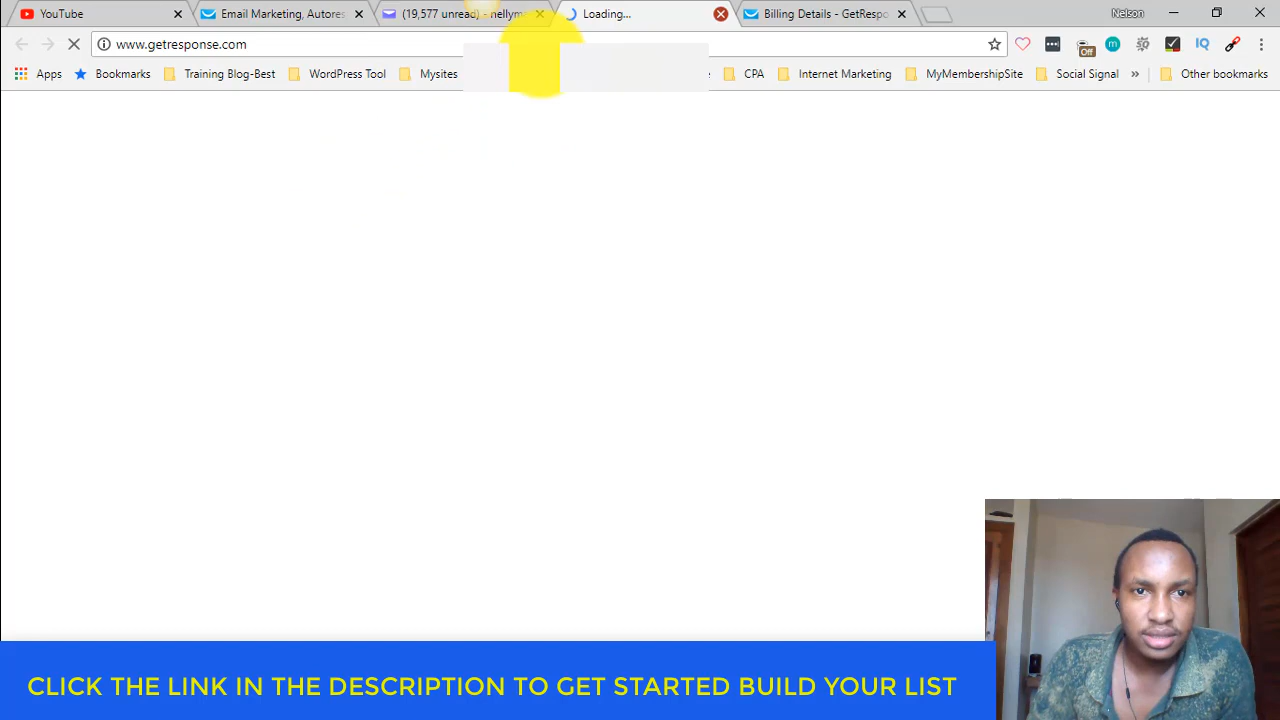 YouTube
Email Marketing, Autores
(19,577 unread) - nellym
Loading...
Billing Details - GetRespo
Nelson
www.getresponse.com
Off
IQ
Apps
Bookmarks
Training Blog-Best
WordPress Tool
Mysites
CPA
Internet Marketing
MyMembershipSite
Social Signal
»
Other bookmarks
CLICK THE LINK IN THE DESCRIPTION TO GET STARTED BUILD YOUR LIST